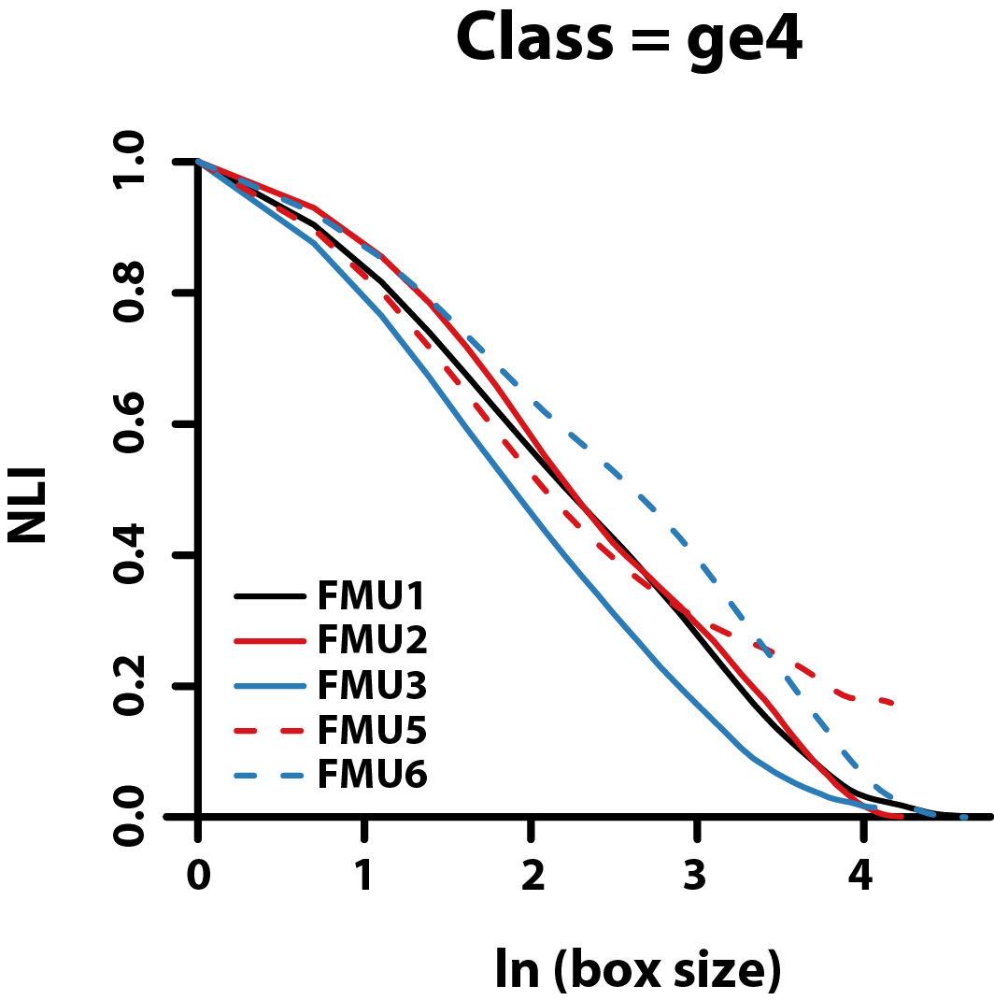 Class = ge4
1.0
0.8
0.6
0.4
0.2
0.0
NLI
FMU1
FMU2
FMU3
FMU5
FMU6
0 1 2 3 4
ln (box size)